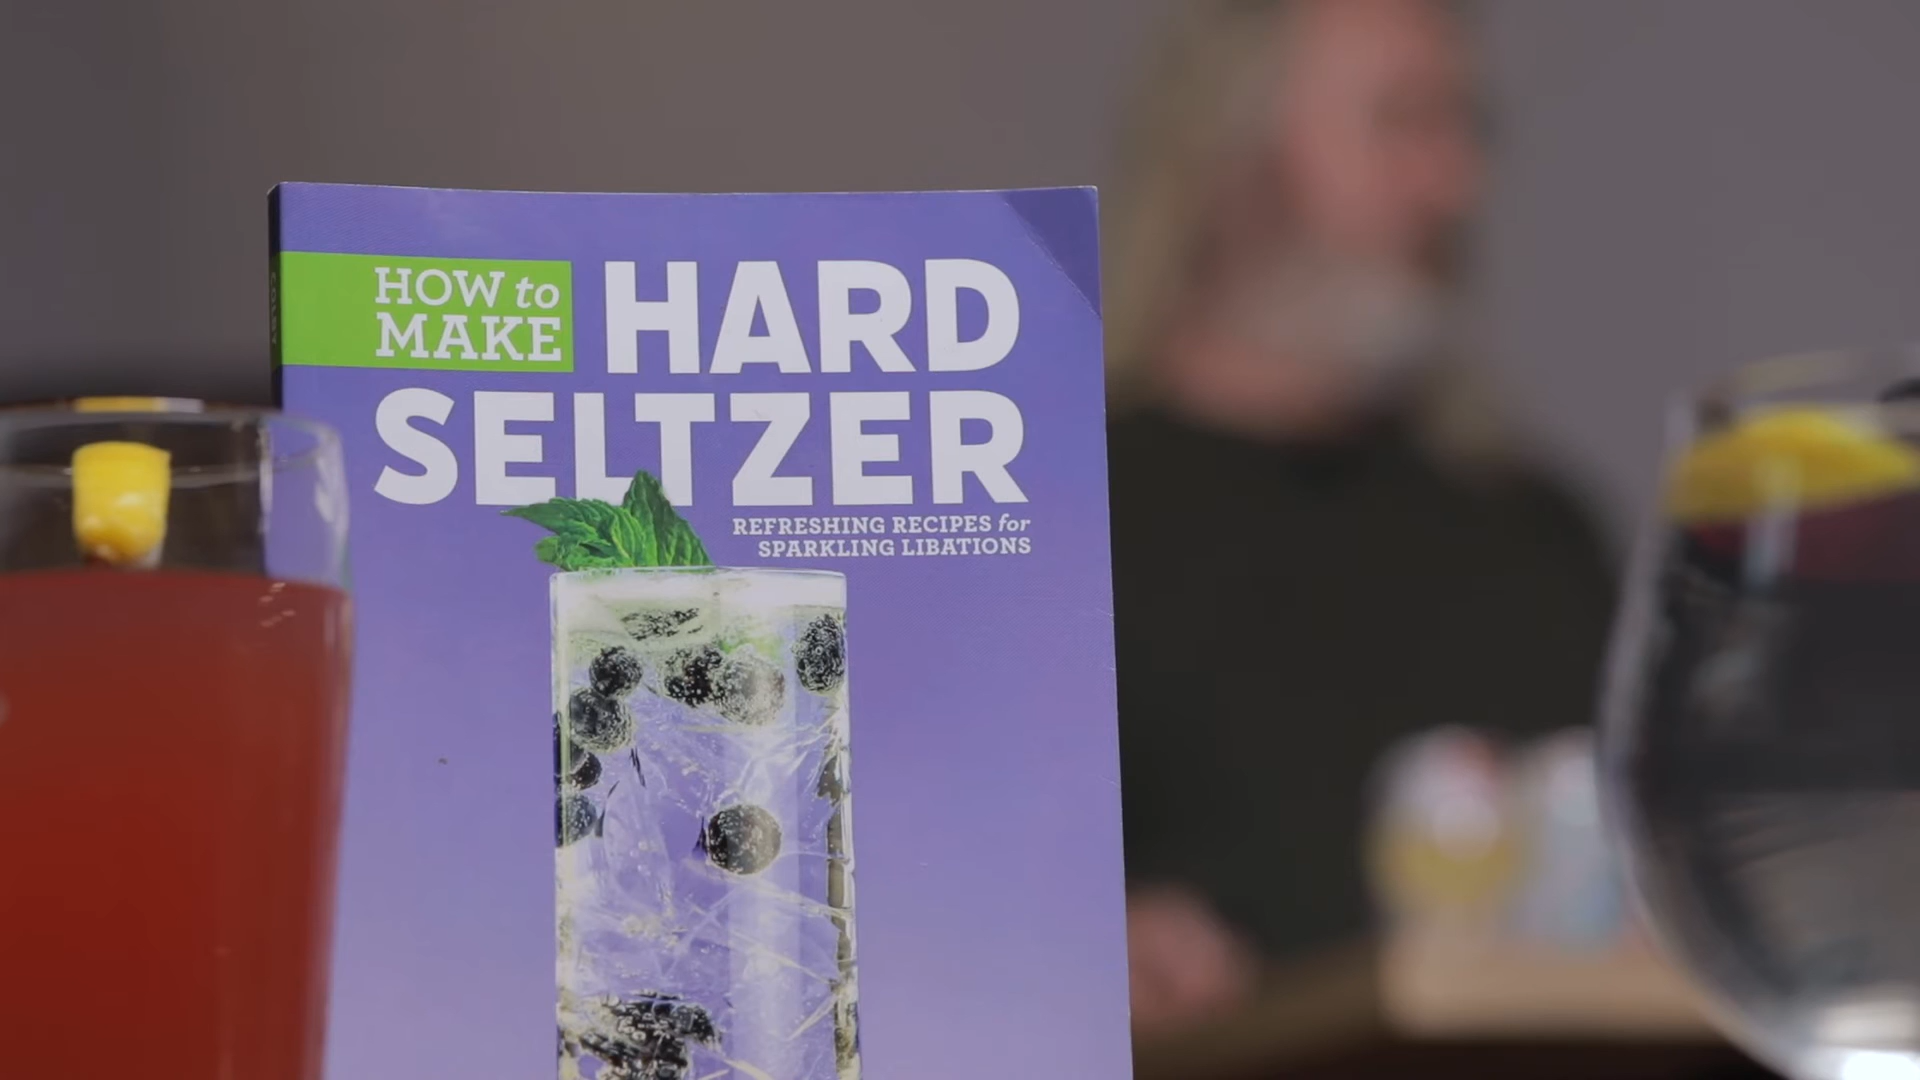 HOW to
MAKE
HARD
SELTZER
REFRESHING RECIPES for
SPARKLING LIBATIONS